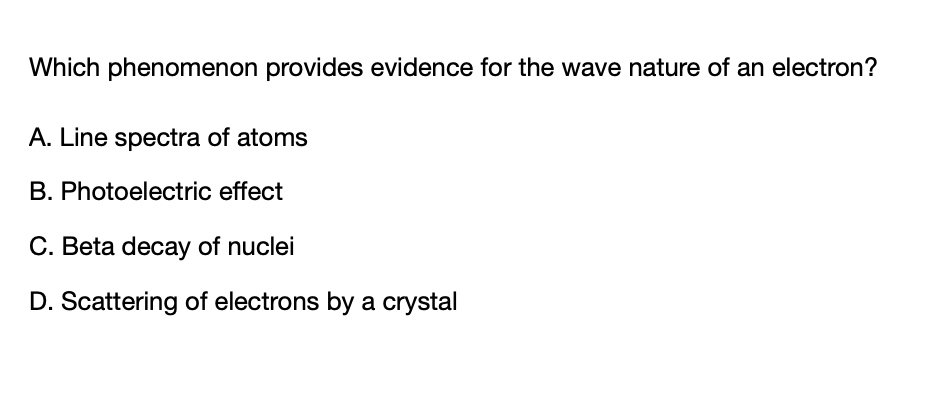 Which phenomenon provides evidence for the wave nature of an electron?
A. Line spectra of atoms
B. Photoelectric effect
C. Beta decay of nuclei
D. Scattering of electrons by a crystal